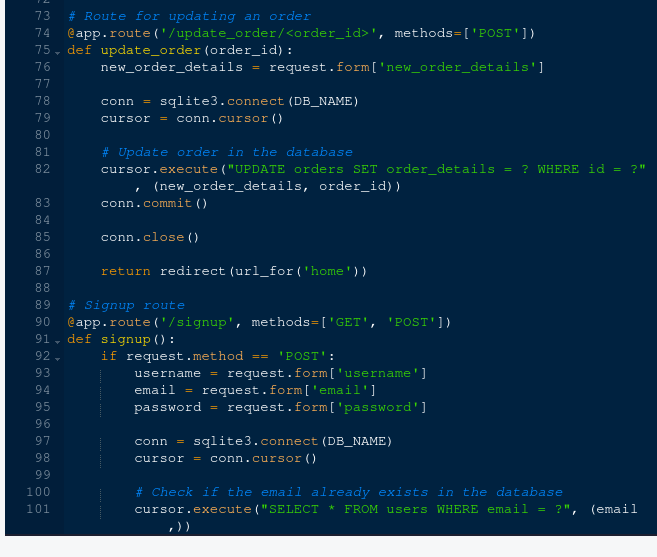 72
73 # Route for updating an order
74 @app.route('/update_order/<order_id>', methods=['POST'])
75 def update_order(order_id):
76     new_order_details = request.form['new_order_details']
77
78     conn = sqlite3.connect(DB_NAME)
79     cursor = conn.cursor()
80
81     # Update order in the database
82     cursor.execute("UPDATE orders SET order_details = ? WHERE id = ?"
        , (new_order_details, order_id))
83     conn.commit()
84
85     conn.close()
86
87     return redirect(url_for('home'))
88
89 # Signup route
90 @app.route('/signup', methods=['GET', 'POST'])
91 def signup():
92     if request.method == 'POST':
93         username = request.form['username']
94         email = request.form['email']
95         password = request.form['password']
96
97         conn = sqlite3.connect(DB_NAME)
98         cursor = conn.cursor()
99
100         # Check if the email already exists in the database
101         cursor.execute("SELECT * FROM users WHERE email = ?", (email
            ,))